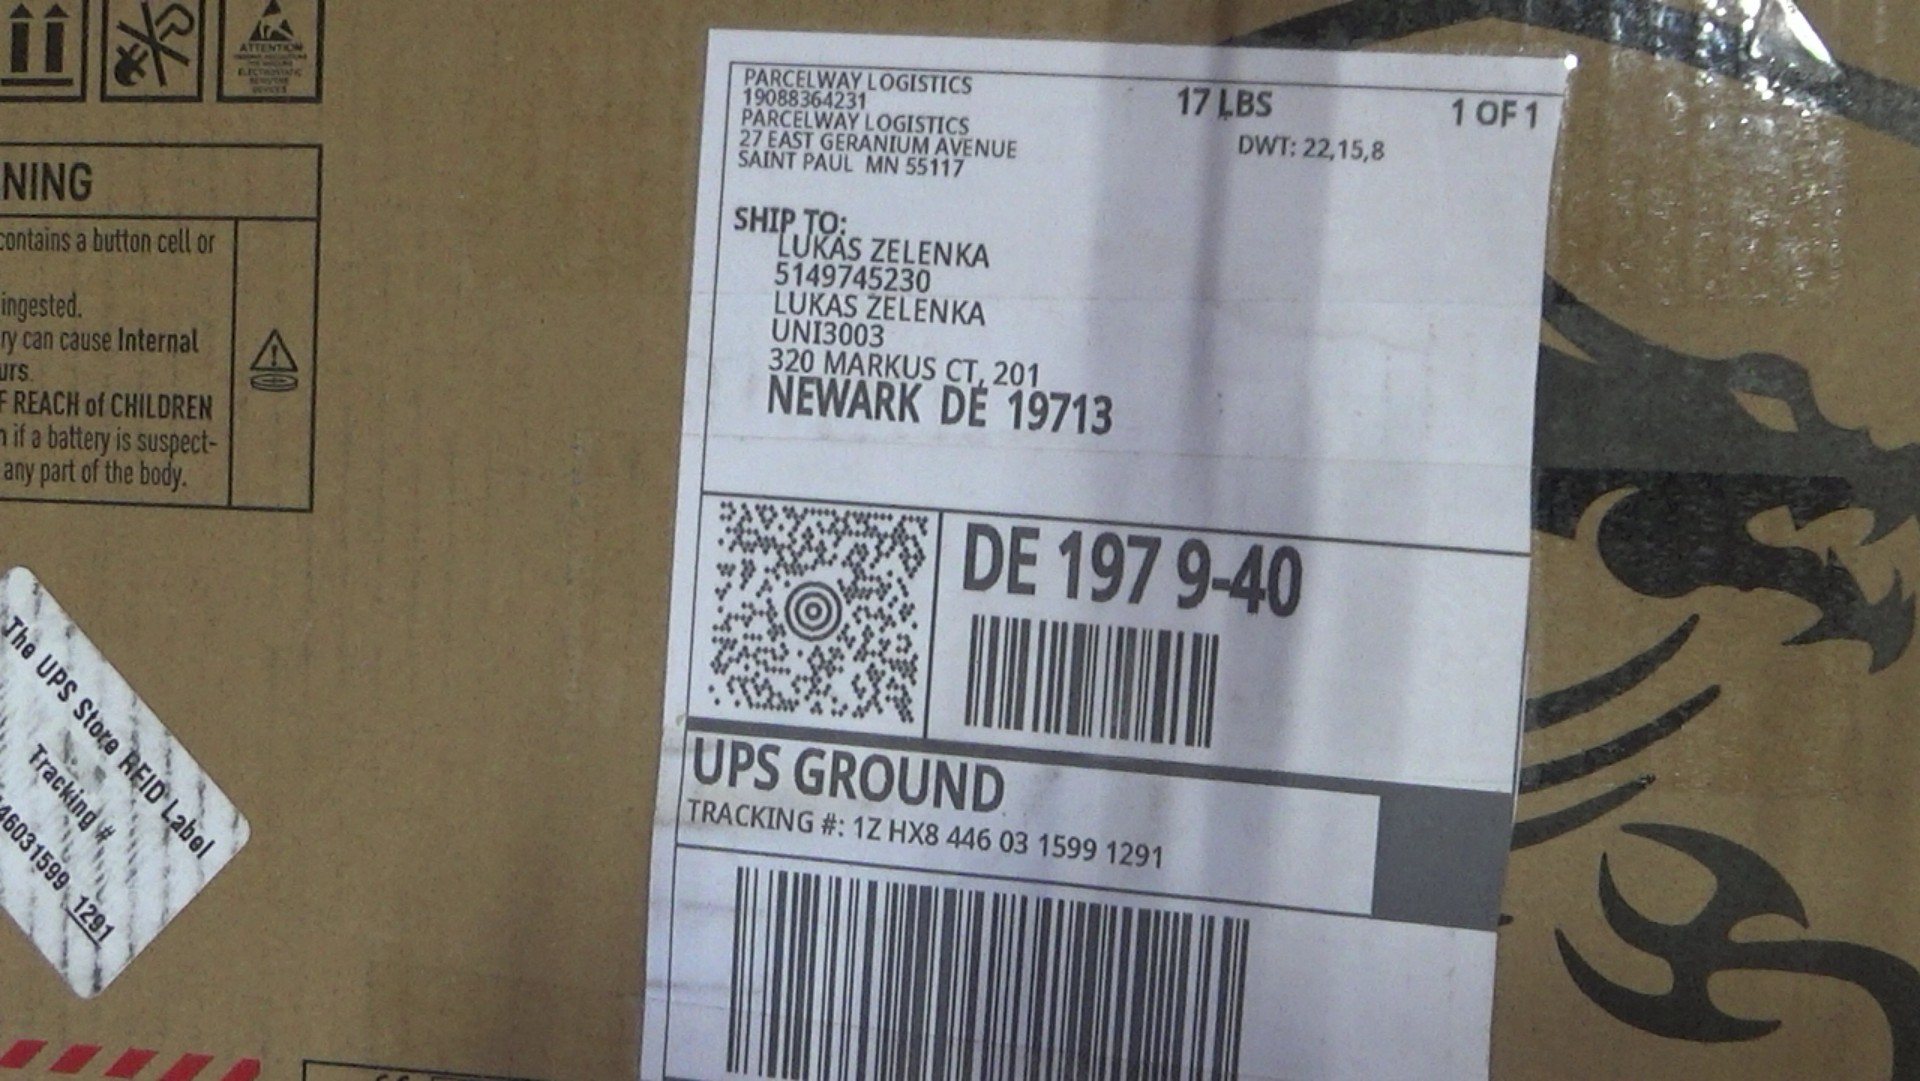 ATTENTION
NING
contains a button cell or
ingested.
ry can cause Internal
urs.
F REACH of CHILDREN
n if a battery is suspect-
any part of the body.
The UPS Store RFID Label
Tracking #
46031599 1291
PARCELWAY LOGISTICS
19088364231
PARCELWAY LOGISTICS
27 EAST GERANIUM AVENUE
SAINT PAUL MN 55117
17 LBS
1 OF 1
DWT: 22,15,8
SHIP TO:
LUKAS ZELENKA
5149745230
LUKAS ZELENKA
UNI3003
320 MARKUS CT, 201
NEWARK DE 19713
DE 197 9-40
UPS GROUND
TRACKING #: 1Z HX8 446 03 1599 1291